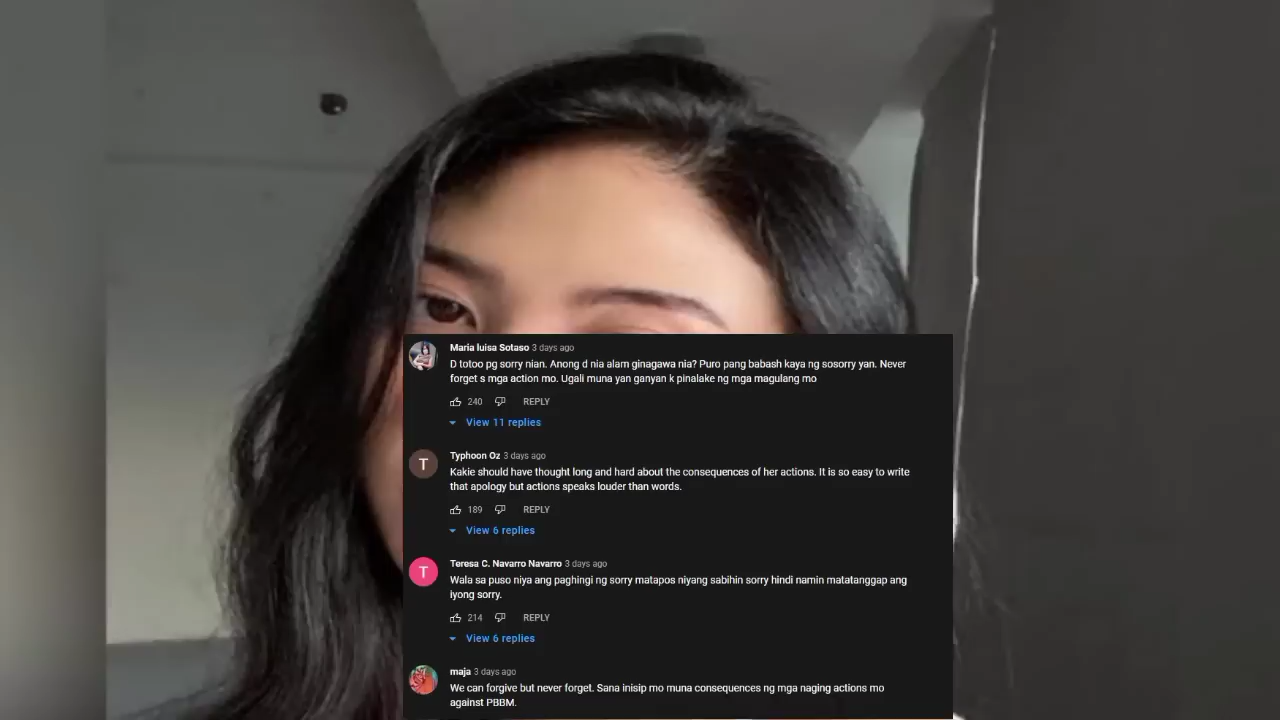 Maria luisa Sotaso 3 days ago
D totoo pg sorry nian. Anong d nia alam ginagawa nia? Puro pang babash kaya ng sosorry yan. Never
forget s mga action mo. Ugali muna yan ganyan k pinalake ng mga magulang mo
240 REPLY
View 11 replies
T
Typhoon Oz 3 days ago
Kakie should have thought long and hard about the consequences of her actions. It is so easy to write
that apology but actions speaks louder than words.
189 REPLY
View 6 replies
T
Teresa C. Navarro Navarro 3 days ago
Wala sa puso niya ang paghingi ng sorry matapos niyang sabihin sorry hindi namin matatanggap ang
iyong sorry.
214 REPLY
View 6 replies
maja 3 days ago
We can forgive but never forget. Sana inisip mo muna consequences ng mga naging actions mo
against PBBM.